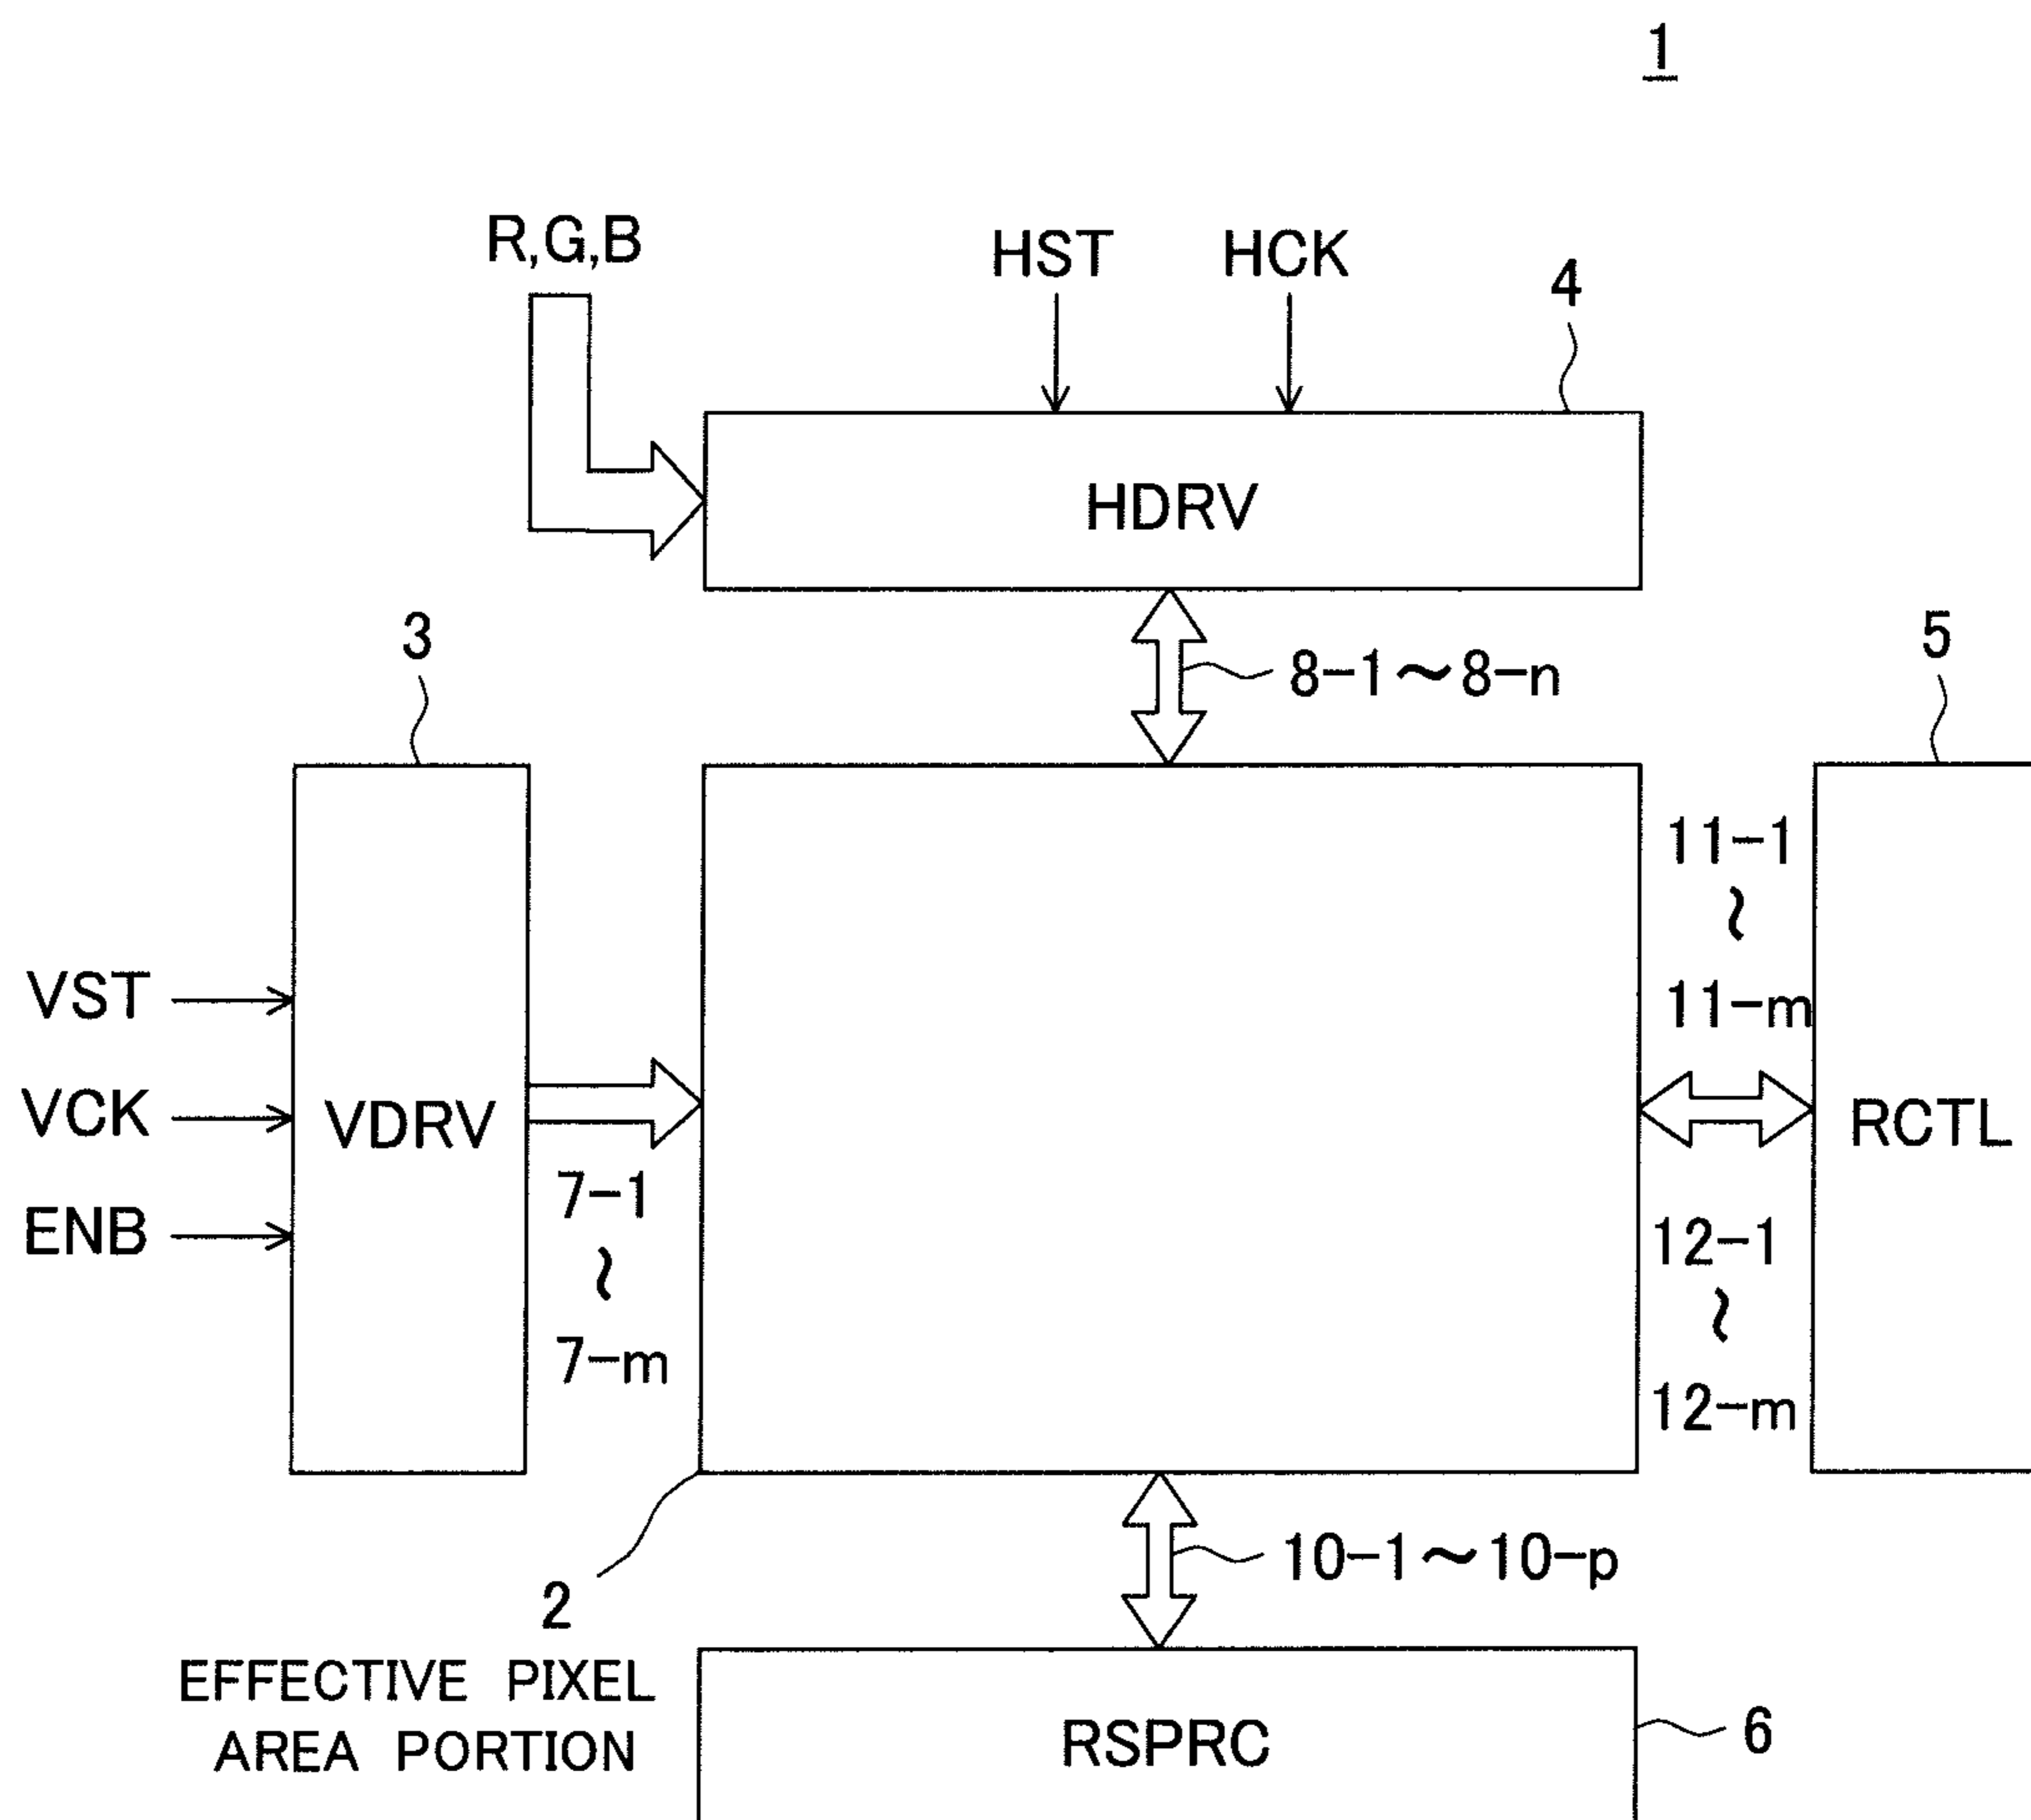 1
R,G,B
HST
HCK
4
HDRV
3
8-1～8-n
5
11-1
~
11-m
VST
VCK
ENB
VDRV
RCTL
7-1
~
7-m
12-1
~
12-m
10-1～10-p
2
EFFECTIVE PIXEL
AREA PORTION
RSPRC
6